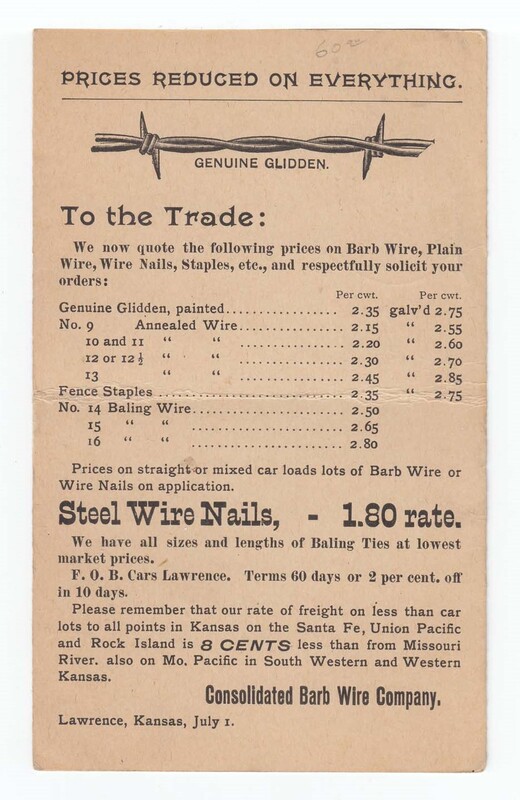 60c
PRICES REDUCED ON EVERYTHING.
GENUINE GLIDDEN.
To the Trade:
We now quote the following prices on Barb Wire, Plain
Wire, Wire Nails, Staples, etc., and respectfully solicit your
orders:
Per cwt. Per cwt.
Genuine Glidden, painted................ 2.35 galv'd 2.75
No. 9 Annealed Wire.................. 2.15 “ 2.55
10 and 11 “ “ .................. 2.20 “ 2.60
12 or 12½ “ “ .................. 2.30 “ 2.70
13 “ “ .................. 2.45 “ 2.85
Fence Staples ............................ 2.35 “ 2.75
No. 14 Baling Wire........................ 2.50
15 “ “ ........................ 2.65
16 “ “ ........................ 2.80
Prices on straight or mixed car loads lots of Barb Wire or
Wire Nails on application.
Steel Wire Nails, - 1.80 rate.
We have all sizes and lengths of Baling Ties at lowest
market prices.
F. O. B. Cars Lawrence. Terms 60 days or 2 per cent. off
in 10 days.
Please remember that our rate of freight on less than car
lots to all points in Kansas on the Santa Fe, Union Pacific
and Rock Island is 8 CENTS less than from Missouri
River. also on Mo. Pacific in South Western and Western
Kansas.
Consolidated Barb Wire Company.
Lawrence, Kansas, July 1.